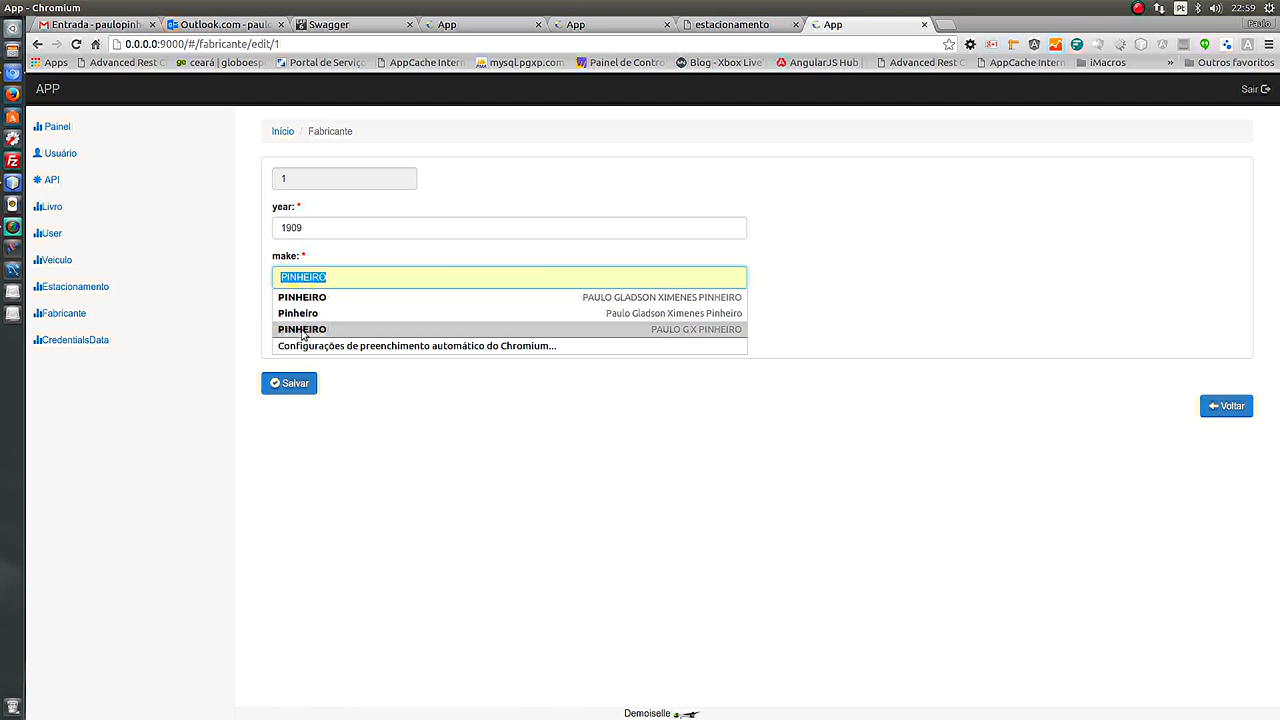 App - Chromium
Pt
22:59
Entrada - paulopinh
Outlook.com - paulo
Swagger
App
App
estacionamento
App
Paulo
0.0.0.0:9000/#/fabricante/edit/1
Apps
Advanced Rest C
ceará | globoesp
Portal de Serviç
AppCache Intern
mysql.pgxp.com
Painel de Contro
Blog - Sou Live'
AngularJS Hub |
Advanced Rest C
AppCache Intern
iMacros
»
Outros favoritos
APP
Sair
Painel
Usuário
API
Livro
User
Veiculo
Estacionamento
Fabricante
CredentialsData
Início / Fabricante
1
year: *
1909
make: *
PINHEIRO
PINHEIRO PAULO GLADSON XIMENES PINHEIRO
Pinheiro Paulo Gladson Ximenes Pinheiro
PINHEIRO PAULO G X PINHEIRO
Configurações de preenchimento automático do Chromium...
Salvar
Voltar
Demoiselle